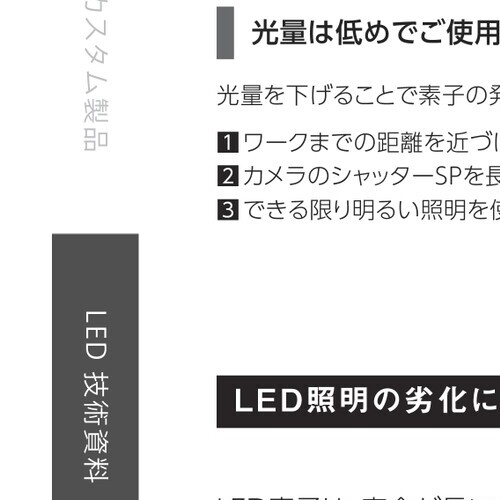 カスタム製品
LED 技術資料
光量は低めでご使用
光量を下げることで素子の発
1 ワークまでの距離を近づけ
2 カメラのシャッターSPを長
3 できる限り明るい照明を使
LED照明の劣化に